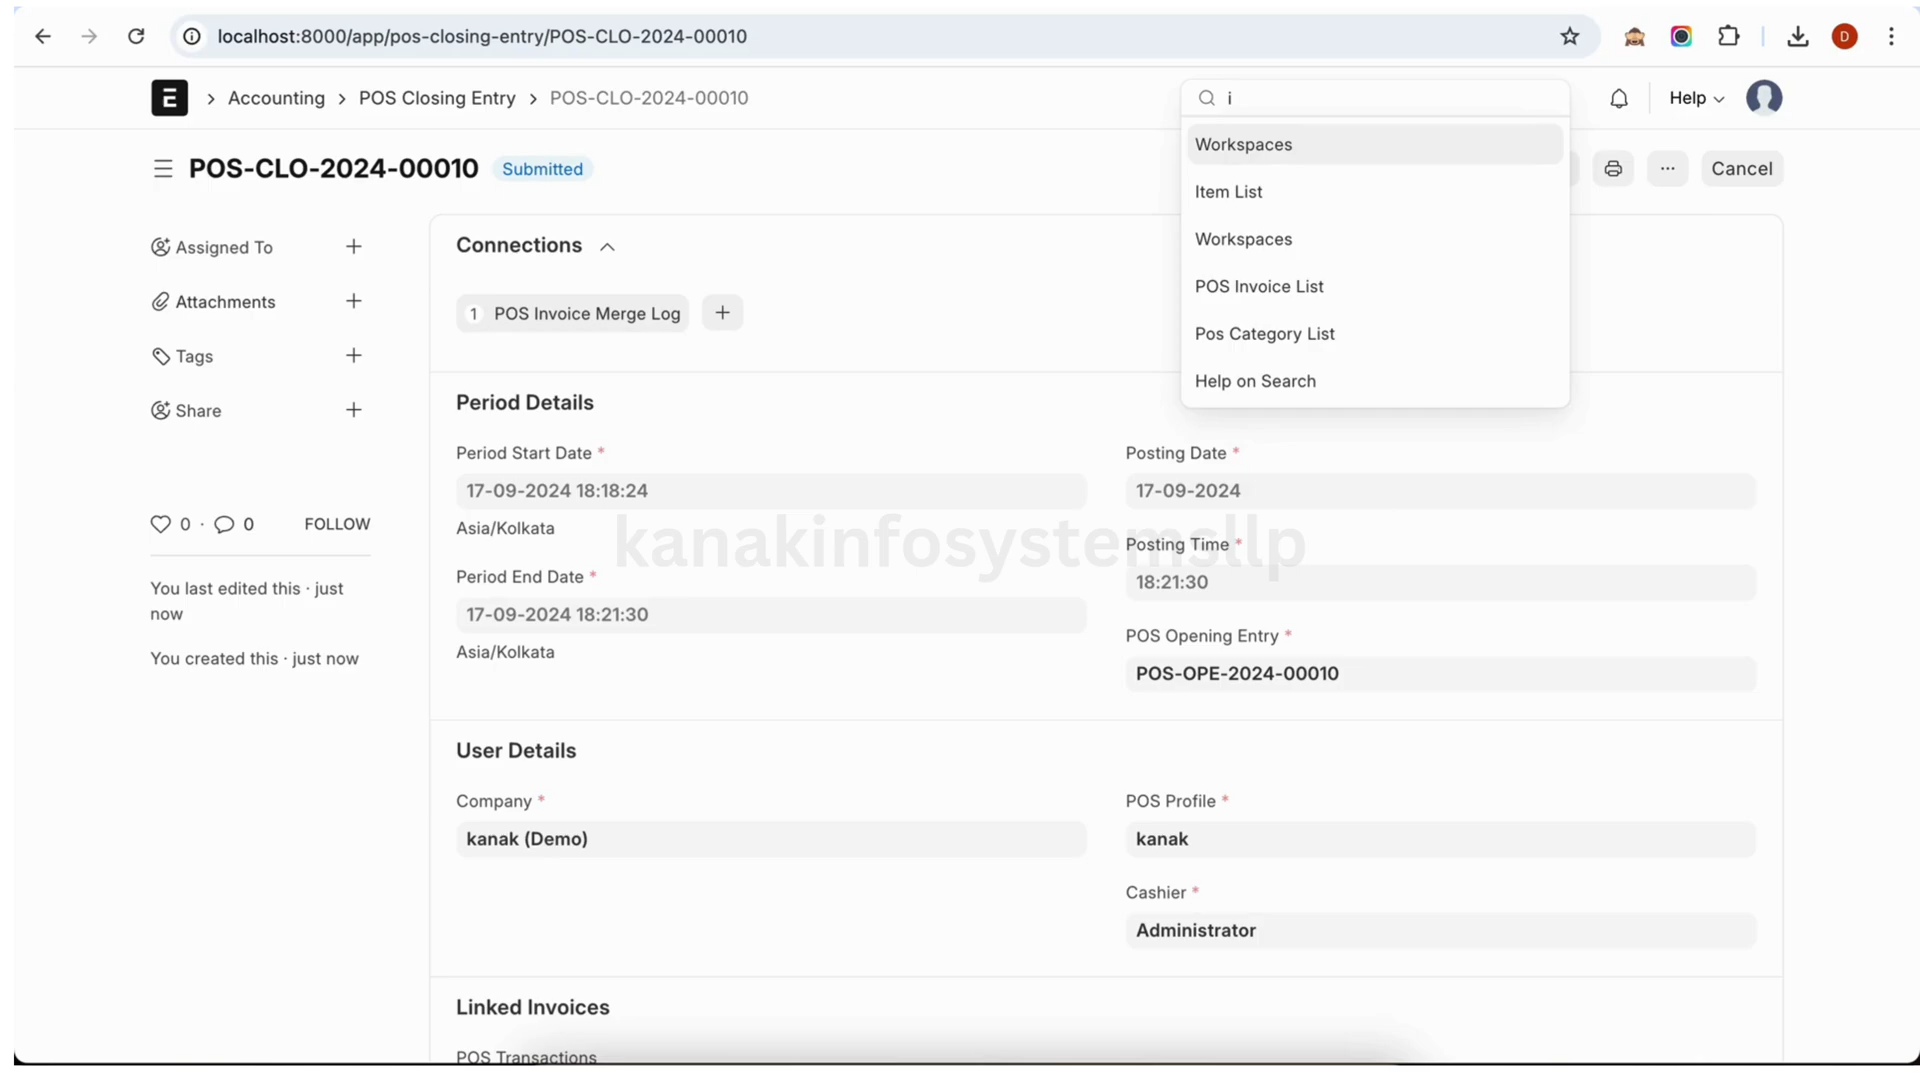 localhost:8000/app/pos-closing-entry/POS-CLO-2024-00010
D
E
Accounting
POS Closing Entry
POS-CLO-2024-00010
i
Help
Workspaces
Item List
Workspaces
POS Invoice List
Pos Category List
Help on Search
POS-CLO-2024-00010
Submitted
Cancel
Assigned To
Attachments
Tags
Share
0 · 0
FOLLOW
You last edited this · just
now
You created this · just now
Connections
1 POS Invoice Merge Log
Period Details
Period Start Date *
17-09-2024 18:18:24
Asia/Kolkata
Period End Date *
17-09-2024 18:21:30
Asia/Kolkata
Posting Date *
17-09-2024
Posting Time *
18:21:30
POS Opening Entry *
POS-OPE-2024-00010
kanakinfosystemsllp
User Details
Company *
kanak (Demo)
POS Profile *
kanak
Cashier *
Administrator
Linked Invoices
POS Transactions